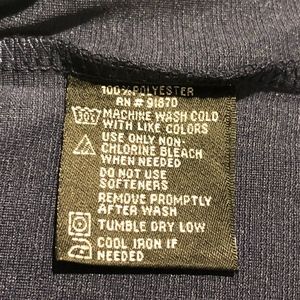 100% POLYESTER
RN # 91870
MACHINE WASH COLD
WITH LIKE COLORS
USE ONLY NON-
CHLORINE BLEACH
WHEN NEEDED
DO NOT USE
SOFTENERS
REMOVE PROMPTLY
AFTER WASH
TUMBLE DRY LOW
COOL IRON IF
NEEDED